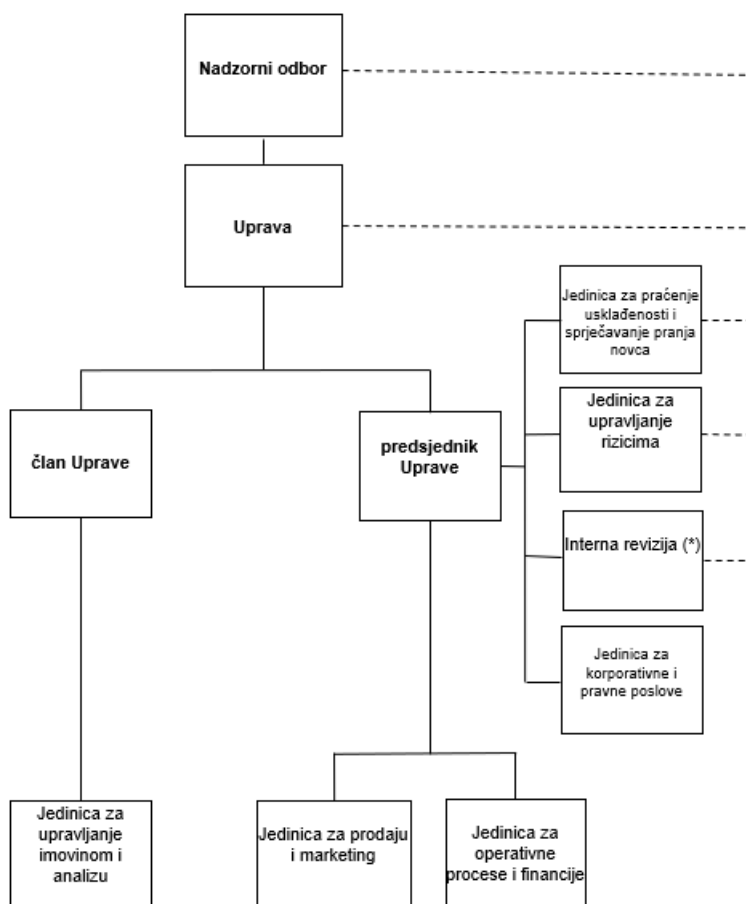 Nadzorni odbor
Uprava
Jedinica za praćenje
usklađenosti i
sprječavanje pranja
novca
Jedinica za
upravljanje
rizicima
član Uprave
predsjednik
Uprave
Interna revizija (*)
Jedinica za
korporativne i
pravne poslove
Jedinica za
upravljanje
imovinom i
analizu
Jedinica za prodaju
i marketing
Jedinica za
operativne
procese i financije